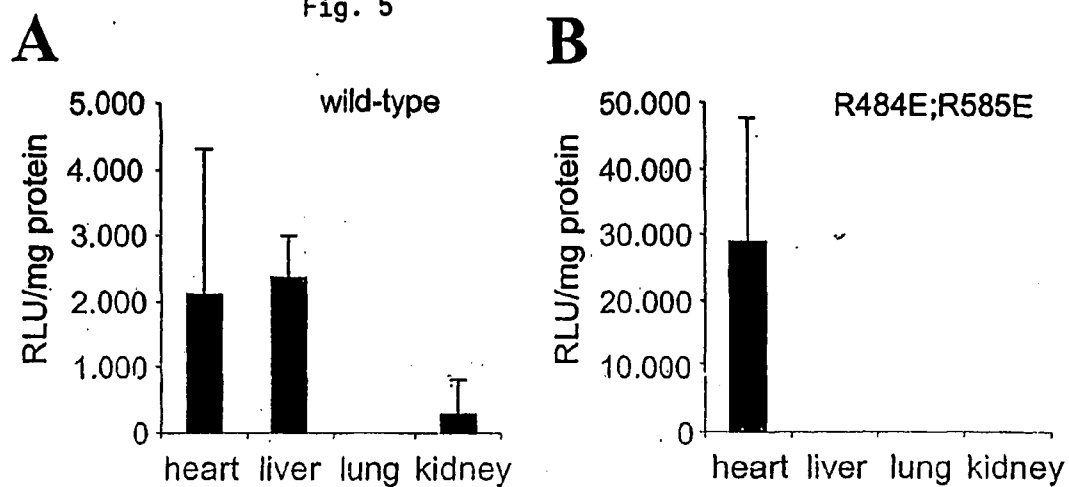 Fig. 5
A
wild-type
RLU/mg protein
5.000
4.000
3.000
2.000
1.000
0
heart liver lung kidney
B
R484E;R585E
RLU/mg protein
50.000
40.000
30.000
20.000
10.000
0
heart liver lung kidney